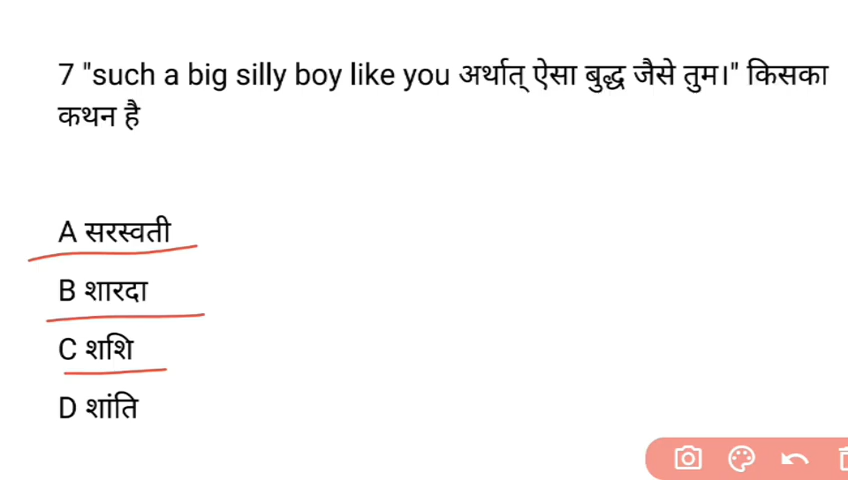 7 "such a big silly boy like you अर्थात् ऐसा बुद्ध जैसे तुम।" किसका
कथन है
A सरस्वती
B शारदा
C शशि
D शांति